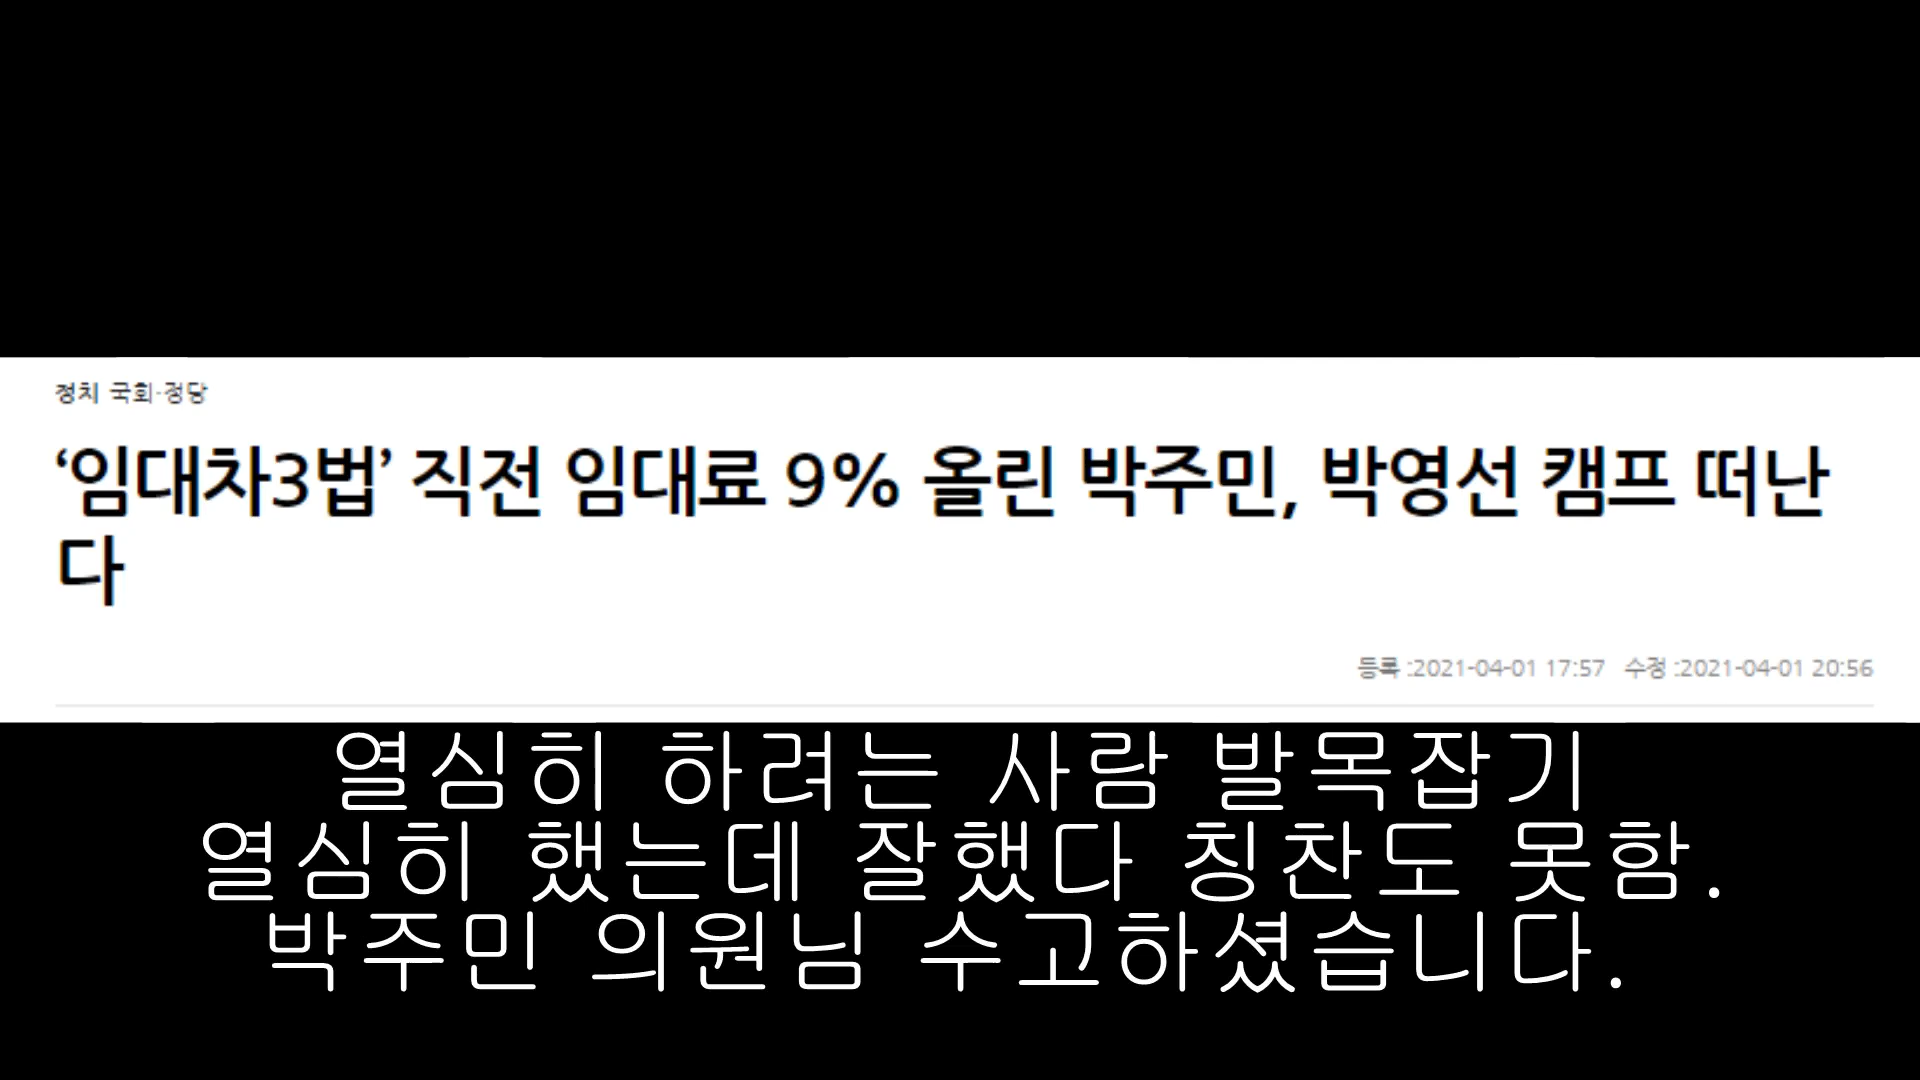 정치 국회·정당
‘임대차3법’ 직전 임대료 9% 올린 박주민, 박영선 캠프 떠난
다
등록 :2021-04-01 17:57 수정 :2021-04-01 20:56
열심히 하려는 사람 발목잡기
열심히 했는데 잘했다 칭찬도 못함.
박주민 의원님 수고하셨습니다.